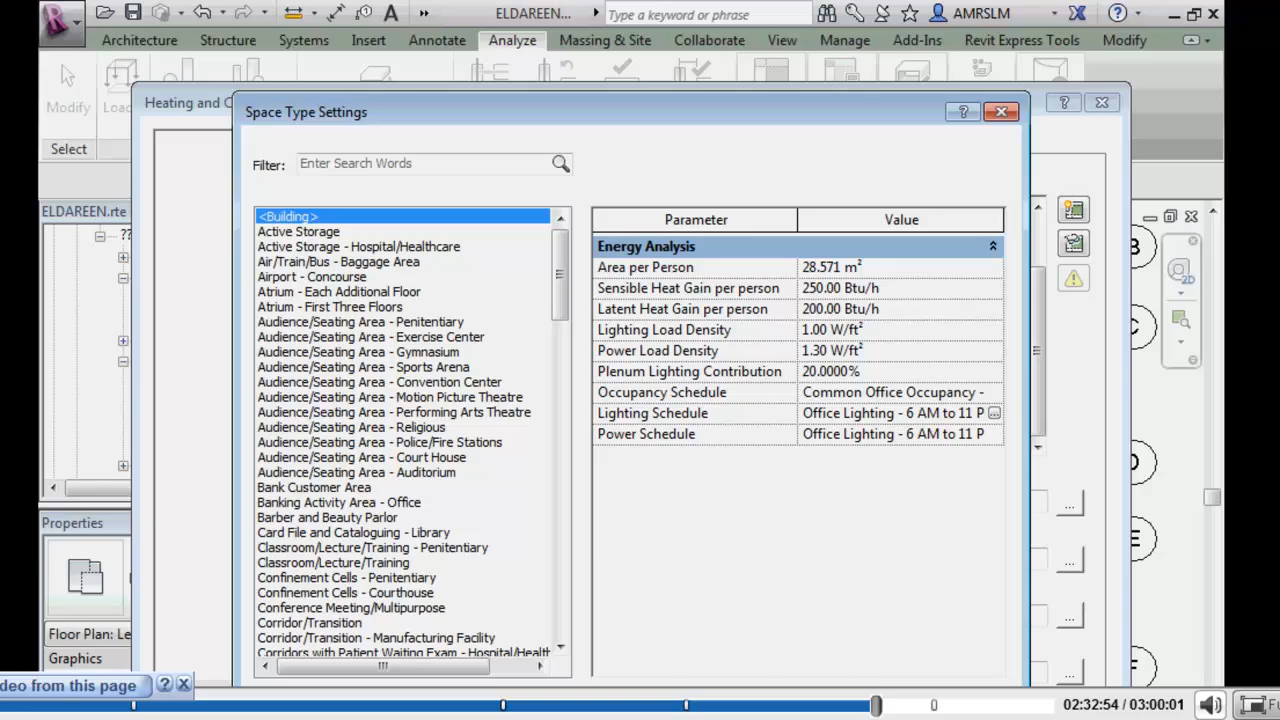 ELDAREEN...
Type a keyword or phrase
AMRSLM
Architecture
Structure
Systems
Insert
Annotate
Analyze
Massing & Site
Collaborate
View
Manage
Add-Ins
Revit Express Tools
Modify
Modify
Load
Select
Heating and C
Space Type Settings
Filter:
Enter Search Words
ELDAREEN.rte
??
<Building>
Active Storage
Active Storage - Hospital/Healthcare
Air/Train/Bus - Baggage Area
Airport - Concourse
Atrium - Each Additional Floor
Atrium - First Three Floors
Audience/Seating Area - Penitentiary
Audience/Seating Area - Exercise Center
Audience/Seating Area - Gymnasium
Audience/Seating Area - Sports Arena
Audience/Seating Area - Convention Center
Audience/Seating Area - Motion Picture Theatre
Audience/Seating Area - Performing Arts Theatre
Audience/Seating Area - Religious
Audience/Seating Area - Police/Fire Stations
Audience/Seating Area - Court House
Audience/Seating Area - Auditorium
Bank Customer Area
Banking Activity Area - Office
Barber and Beauty Parlor
Card File and Cataloguing - Library
Classroom/Lecture/Training - Penitentiary
Classroom/Lecture/Training
Confinement Cells - Penitentiary
Confinement Cells - Courthouse
Conference Meeting/Multipurpose
Corridor/Transition
Corridor/Transition - Manufacturing Facility
Corridors with Patient Waiting Exam - Hospital/Healt
Parameter Value
Energy Analysis
Area per Person 28.571 m²
Sensible Heat Gain per person 250.00 Btu/h
Latent Heat Gain per person 200.00 Btu/h
Lighting Load Density 1.00 W/ft²
Power Load Density 1.30 W/ft²
Plenum Lighting Contribution 20.0000%
Occupancy Schedule Common Office Occupancy -
Lighting Schedule Office Lighting - 6 AM to 11 P
Power Schedule Office Lighting - 6 AM to 11 P
...
...
...
...
B
C
2D
D
E
F
Properties
Floor Plan: Le
Graphics
deo from this page
02:32:54 / 03:00:01
Fu